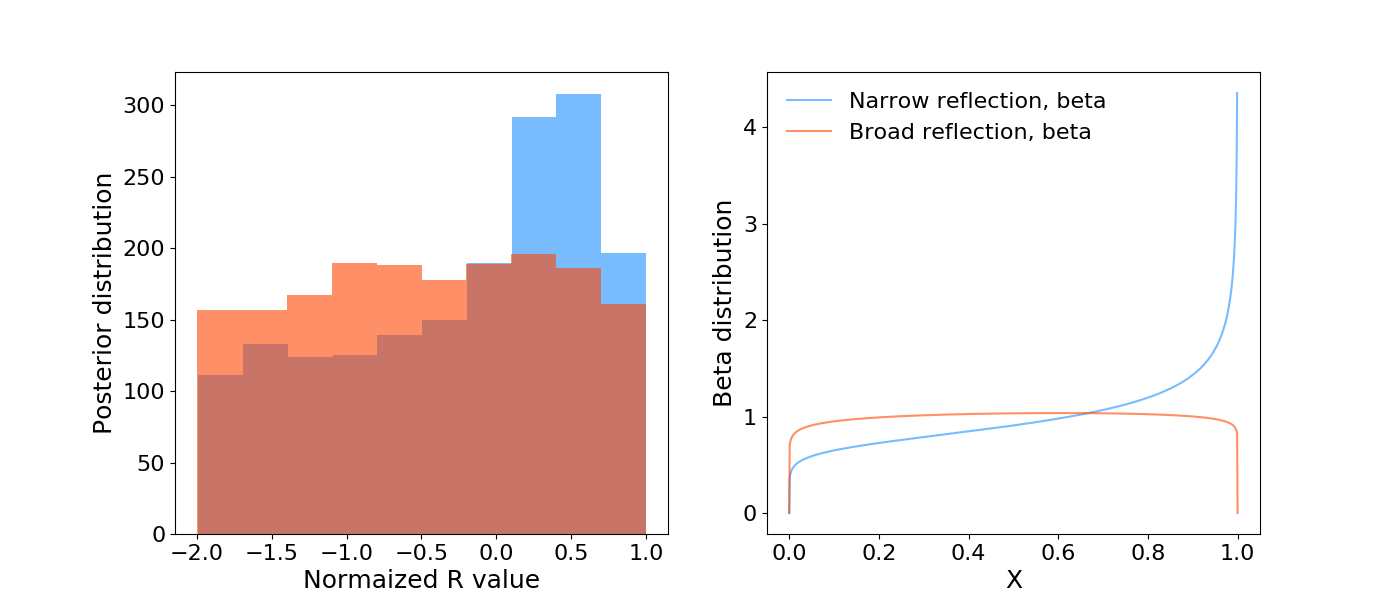 Posterior distribution
300
250
200
150
100
50
0
−2.0 −1.5 −1.0 −0.5 0.0 0.5 1.0
Normaized R value
Narrow reflection, beta
Broad reflection, beta
Beta distribution
4
3
2
1
0
0.0 0.2 0.4 0.6 0.8 1.0
X